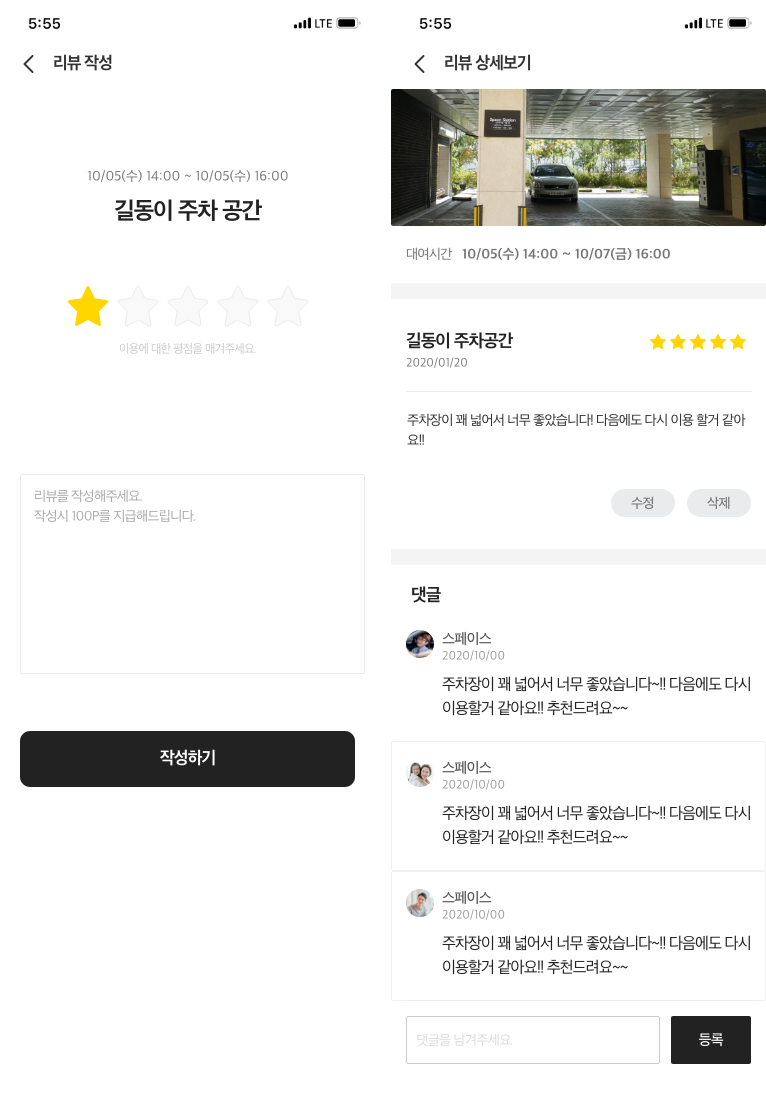 5:55
LTE
리뷰 작성
10/05(수) 14:00 ~ 10/05(수) 16:00
길동이 주차 공간
이용에 대한 평점을 매겨주세요.
리뷰를 작성해주세요.
작성시 100P를 지급해드립니다.
작성하기
5:55
LTE
리뷰 상세보기
대여시간 10/05(수) 14:00 ~ 10/07(금) 16:00
길동이 주차공간
2020/01/20
주차장이 꽤 넓어서 너무 좋았습니다! 다음에도 다시 이용 할거 같아
요!!
수정
삭제
댓글
스페이스
2020/10/00
주차장이 꽤 넓어서 너무 좋았습니다~!! 다음에도 다시
이용할거 같아요!! 추천드려요~~
스페이스
2020/10/00
주차장이 꽤 넓어서 너무 좋았습니다~!! 다음에도 다시
이용할거 같아요!! 추천드려요~~
스페이스
2020/10/00
주차장이 꽤 넓어서 너무 좋았습니다~!! 다음에도 다시
이용할거 같아요!! 추천드려요~~
댓글을 남겨주세요.
등록